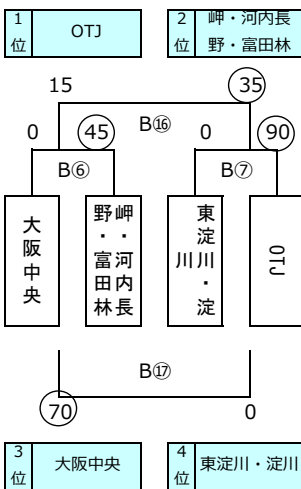 1位 OTJ
2位 岬・河内長野・富田林
15 35
B⑯
0 45 0 90
B⑥ B⑦
大阪中央
岬・河内長野・富田林
東淀川・淀川
OTJ
B⑰
70 0
3位 大阪中央
4位 東淀川・淀川